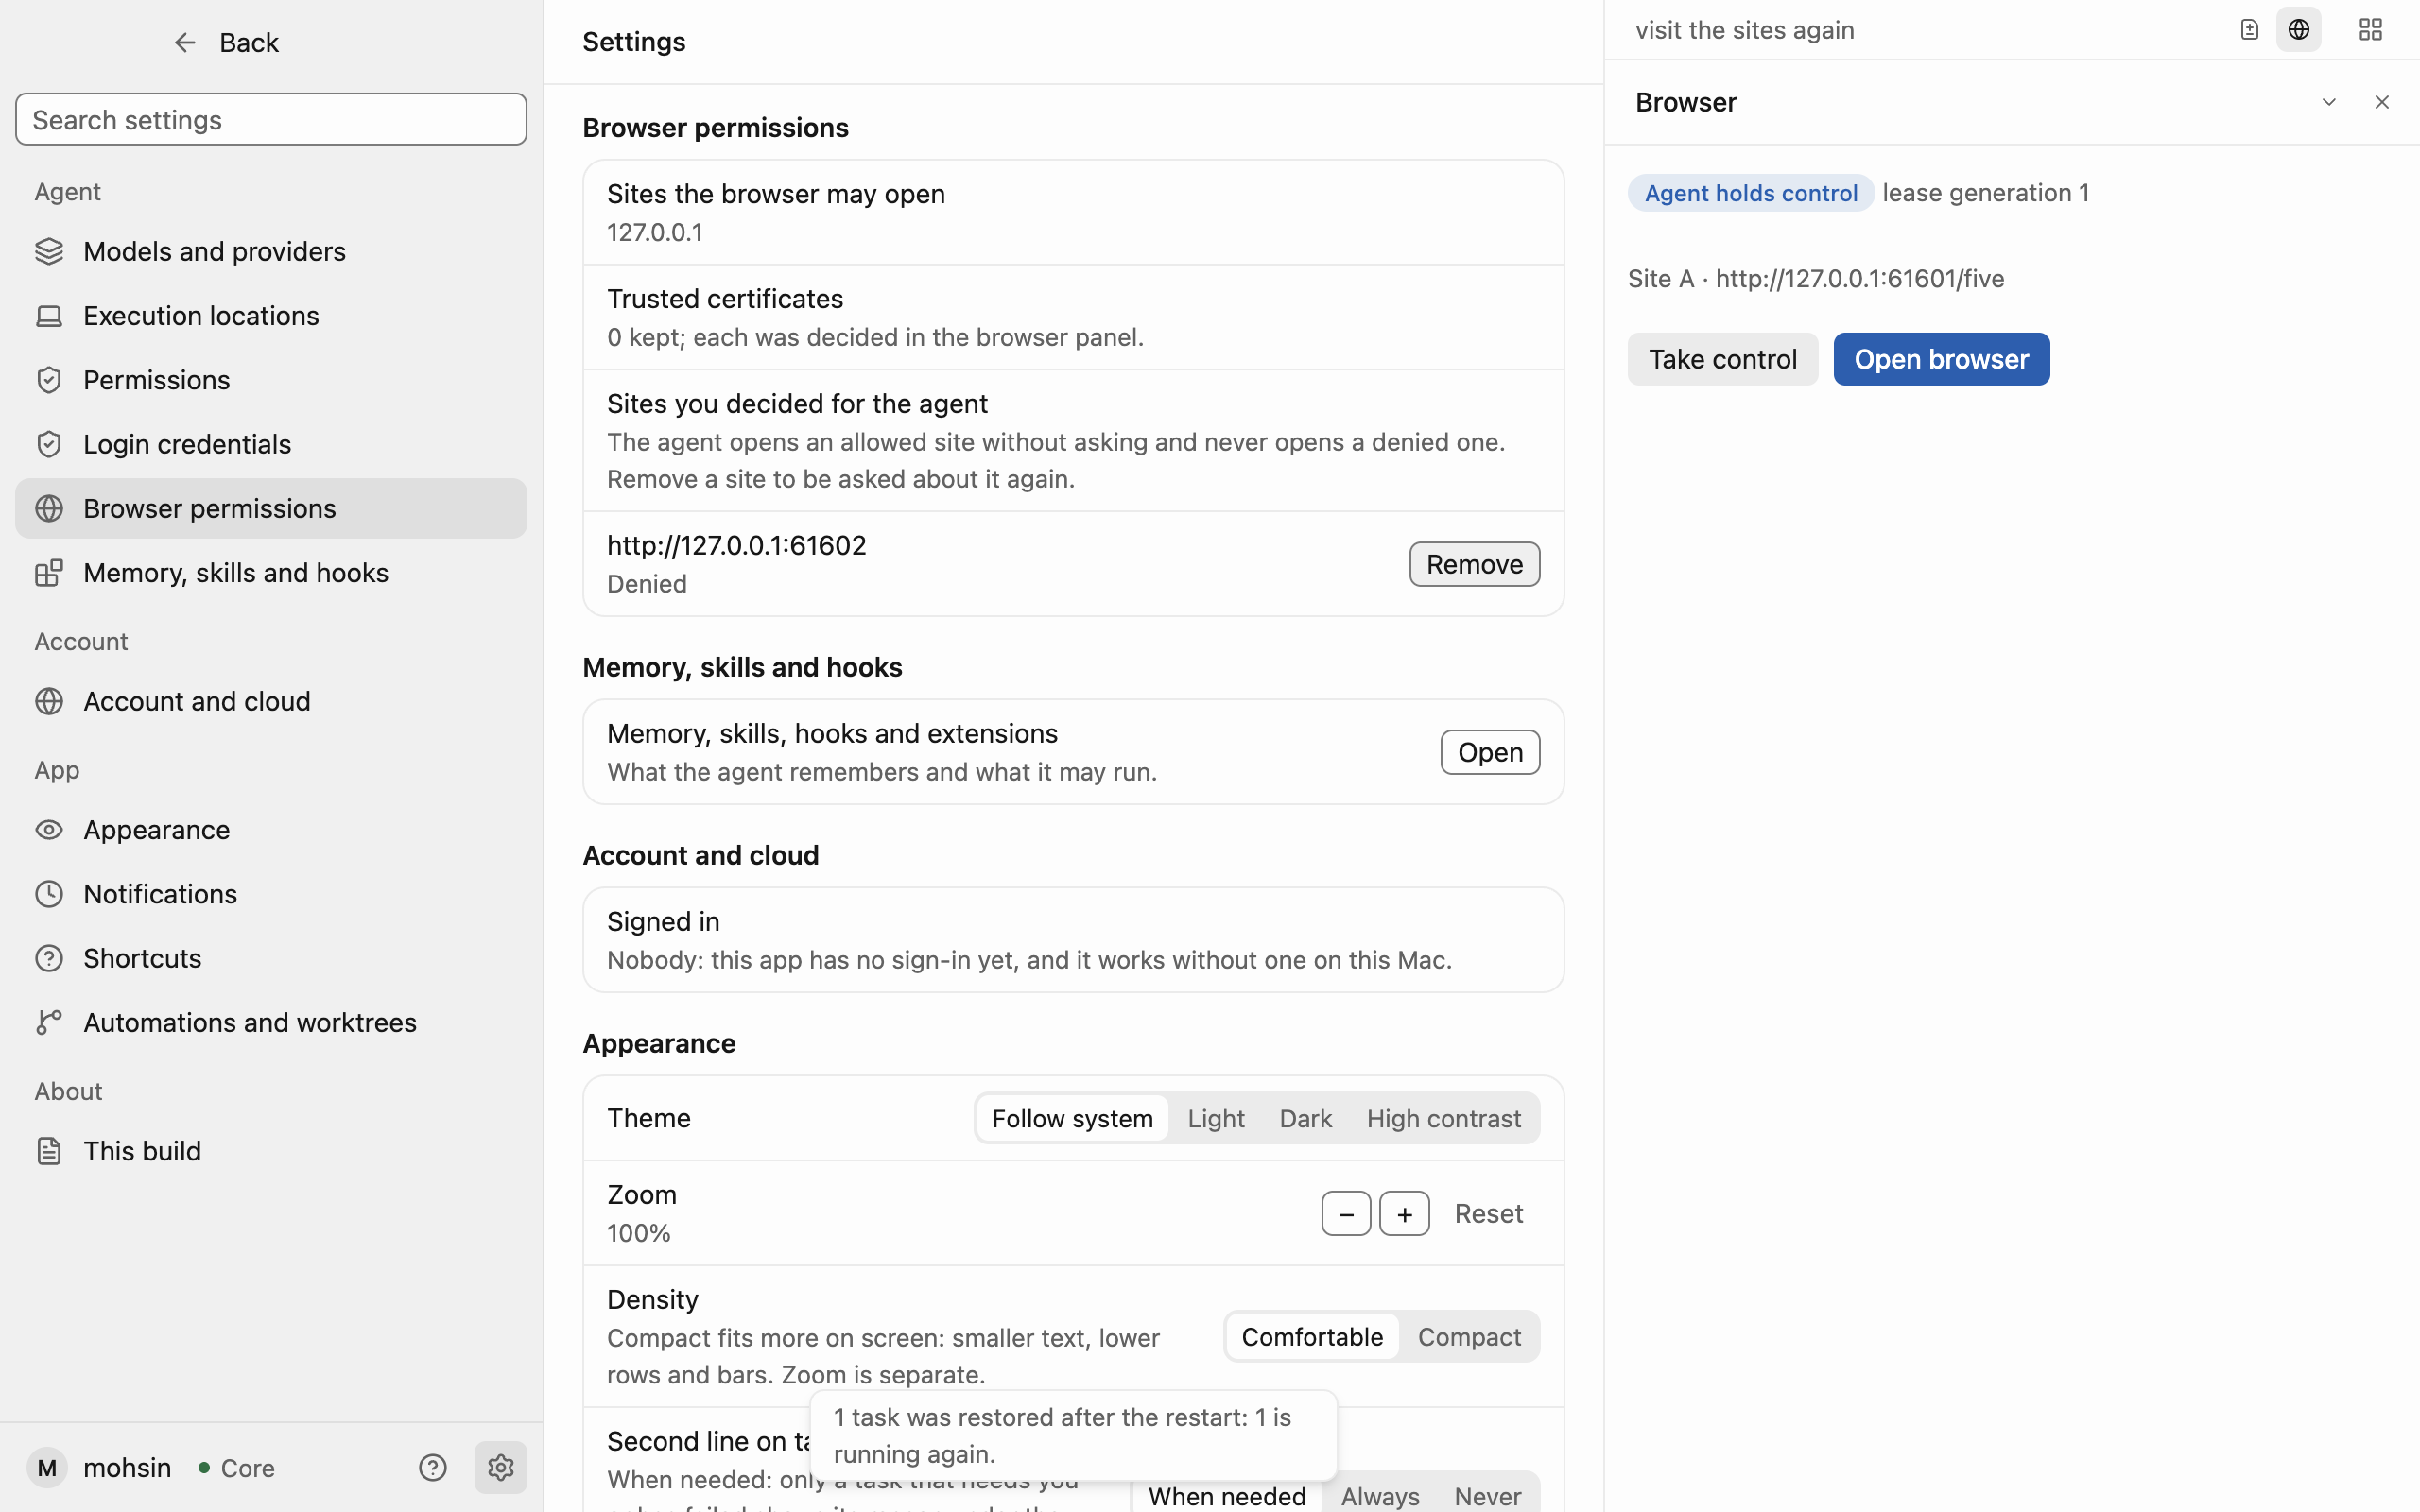 Back
Search settings
Agent
Models and providers
Execution locations
Permissions
Login credentials
Browser permissions
Memory, skills and hooks
Account
Account and cloud
App
Appearance
Notifications
Shortcuts
Automations and worktrees
About
This build
M mohsin Core
Settings
Browser permissions
Sites the browser may open
127.0.0.1
Trusted certificates
0 kept; each was decided in the browser panel.
Sites you decided for the agent
The agent opens an allowed site without asking and never opens a denied one.
Remove a site to be asked about it again.
http://127.0.0.1:61602
Denied
Remove
Memory, skills and hooks
Memory, skills, hooks and extensions
What the agent remembers and what it may run.
Open
Account and cloud
Signed in
Nobody: this app has no sign-in yet, and it works without one on this Mac.
Appearance
Theme
Follow system Light Dark High contrast
Zoom
100%
− + Reset
Density
Compact fits more on screen: smaller text, lower
rows and bars. Zoom is separate.
Comfortable Compact
Second line on
When needed: only a task that needs you
When needed Always Never
1 task was restored after the restart: 1 is
running again.
visit the sites again
Browser
Agent holds control lease generation 1
Site A · http://127.0.0.1:61601/five
Take control Open browser